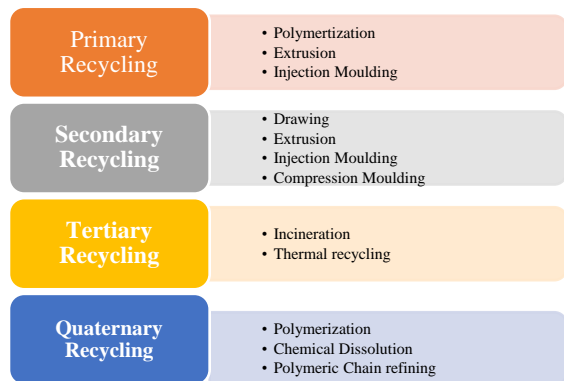 Primary
Recycling
• Polymertization
• Extrusion
• Injection Moulding
Secondary
Recycling
• Drawing
• Extrusion
• Injection Moulding
• Compression Moulding
Tertiary
Recycling
• Incineration
• Thermal recycling
Quaternary
Recycling
• Polymerization
• Chemical Dissolution
• Polymeric Chain refining